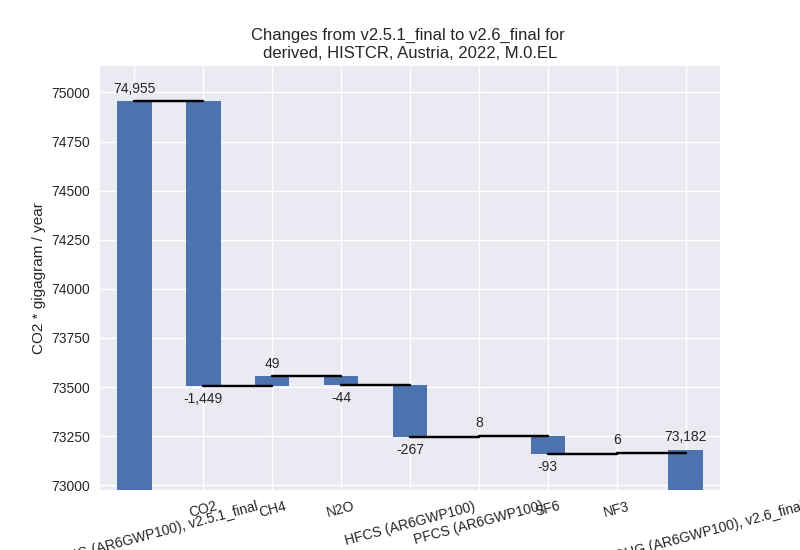 Changes from v2.5.1_final to v2.6_final for
derived, HISTCR, Austria, 2022, M.0.EL
CO2 * gigagram / year
75000
74750
74500
74250
74000
73750
73500
73250
73000
74,955
-1,449
49
-44
-267
8
-93
6
73,182
(AR6GWP100), v2.5.1_final
CO2
CH4
N2O
HFCS (AR6GWP100)
PFCS (AR6GWP100)
SF6
NF3
(AR6GWP100), v2.6_final